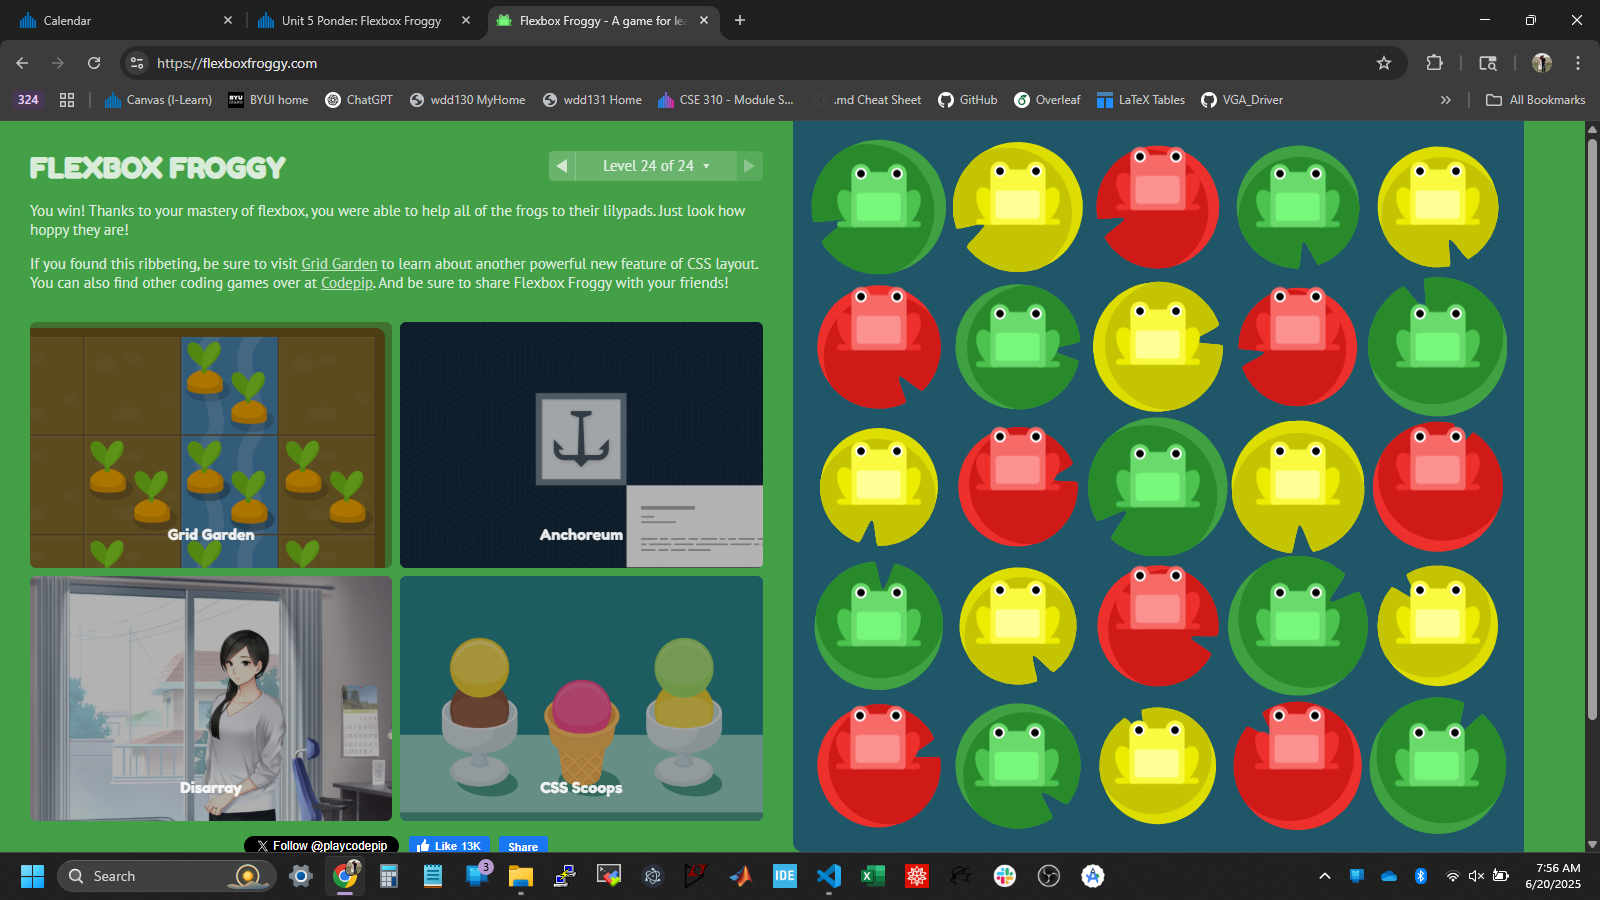 Calendar
Unit 5 Ponder: Flexbox Froggy
Flexbox Froggy - A game for le
https://flexboxfroggy.com
324
Canvas (I-Learn)
BYUI home
ChatGPT
wdd130 MyHome
wdd131 Home
CSE 310 - Module S...
.md Cheat Sheet
GitHub
Overleaf
LaTeX Tables
VGA_Driver
All Bookmarks
FLEXBOX FROGGY
Level 24 of 24
You win! Thanks to your mastery of flexbox, you were able to help all of the frogs to their lilypads. Just look how
hoppy they are!
If you found this ribbeting, be sure to visit Grid Garden to learn about another powerful new feature of CSS layout.
You can also find other coding games over at Codepip. And be sure to share Flexbox Froggy with your friends!
Grid Garden
Anchoreum
Disarray
CSS Scoops
Follow @playcodepip
Like 13K
Share
Search
3
IDE
7:56 AM
6/20/2025